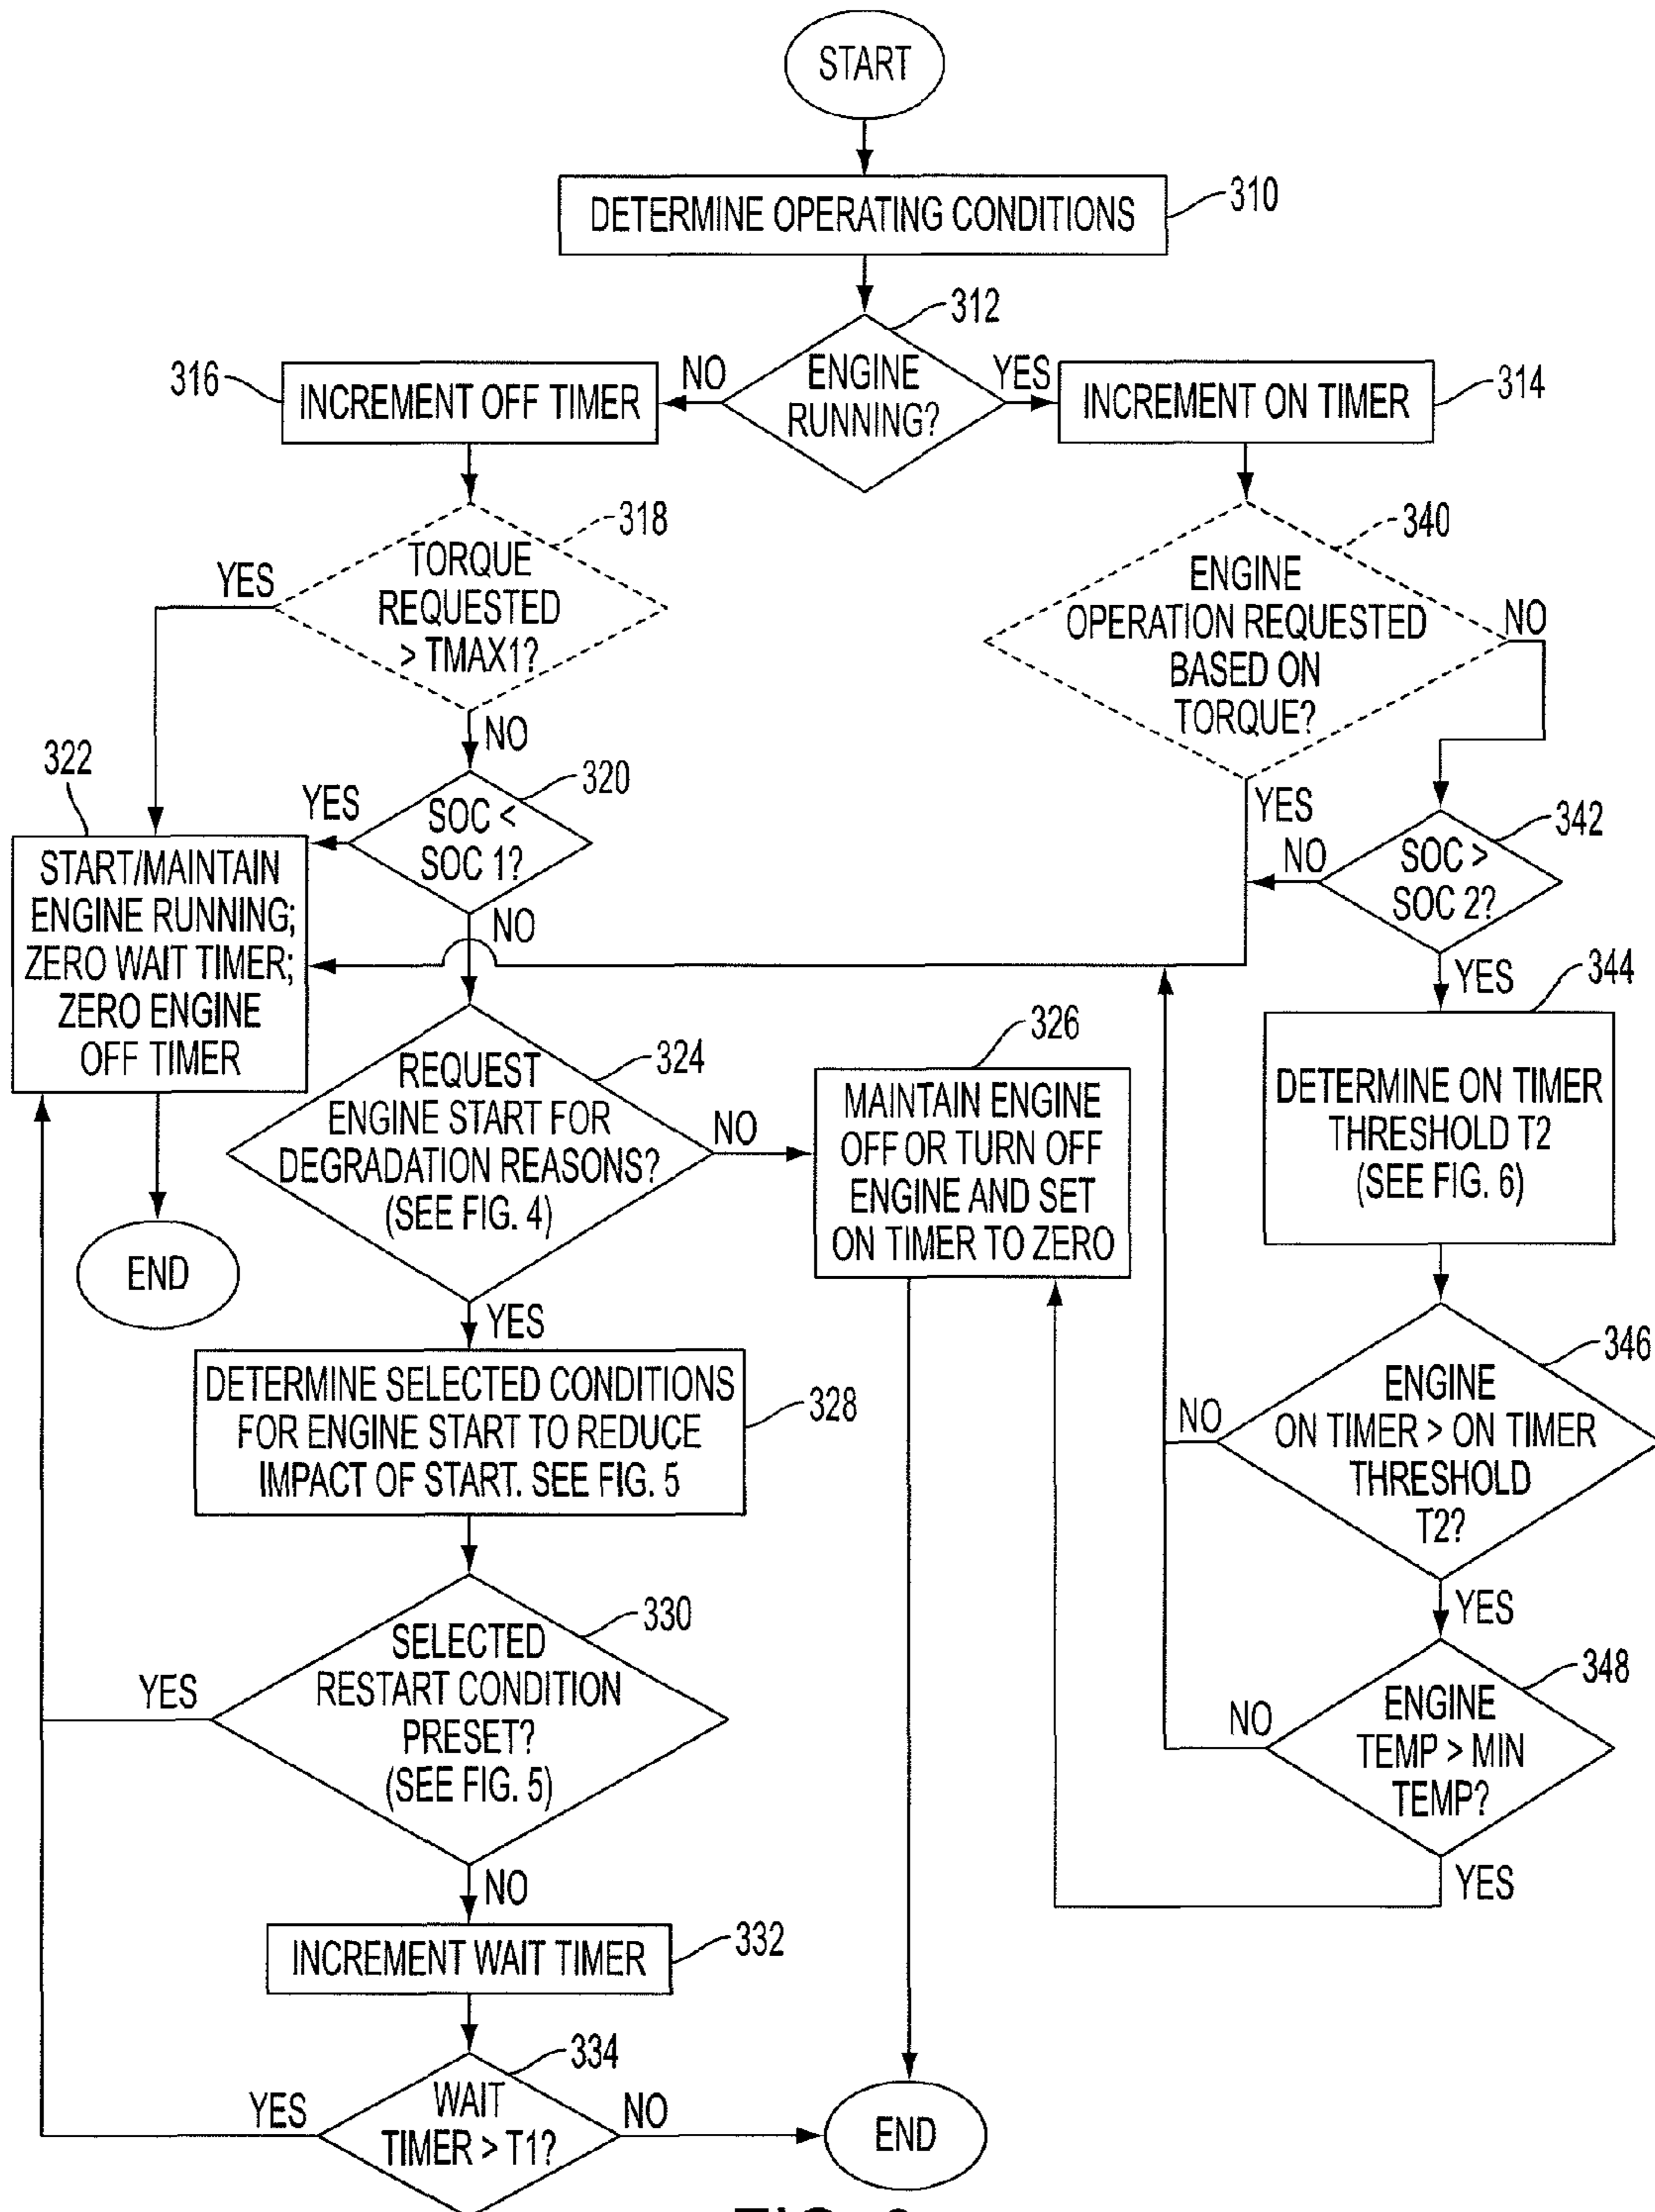 START
DETERMINE OPERATING CONDITIONS
310
312
ENGINE
RUNNING?
NO
YES
316
INCREMENT OFF TIMER
INCREMENT ON TIMER
314
318
TORQUE
REQUESTED
> TMAX1?
YES
NO
340
ENGINE
OPERATION REQUESTED
BASED ON
TORQUE?
NO
YES
322
START/MAINTAIN
ENGINE RUNNING;
ZERO WAIT TIMER;
ZERO ENGINE
OFF TIMER
END
320
SOC <
SOC 1?
YES
NO
342
SOC >
SOC 2?
NO
YES
324
REQUEST
ENGINE START FOR
DEGRADATION REASONS?
(SEE FIG. 4)
NO
YES
326
MAINTAIN ENGINE
OFF OR TURN OFF
ENGINE AND SET
ON TIMER TO ZERO
344
DETERMINE ON TIMER
THRESHOLD T2
(SEE FIG. 6)
328
DETERMINE SELECTED CONDITIONS
FOR ENGINE START TO REDUCE
IMPACT OF START. SEE FIG. 5
346
ENGINE
ON TIMER > ON TIMER
THRESHOLD
T2?
NO
YES
330
SELECTED
RESTART CONDITION
PRESET?
(SEE FIG. 5)
YES
NO
348
ENGINE
TEMP > MIN
TEMP?
NO
YES
332
INCREMENT WAIT TIMER
334
WAIT
TIMER > T1?
YES
NO
END